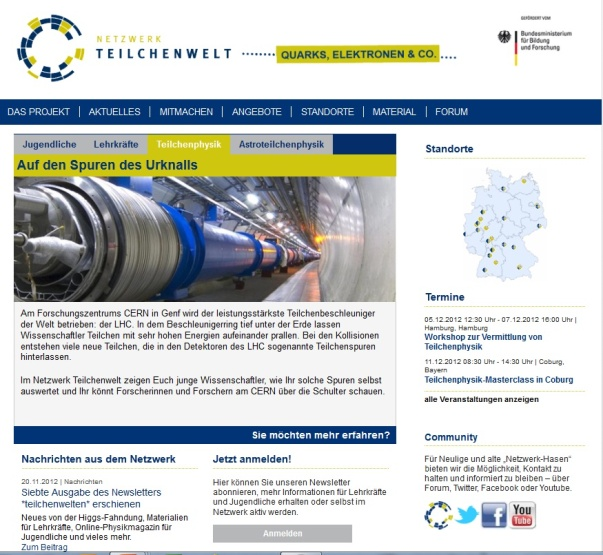 NETZWERK
TEILCHENWELT
QUARKS, ELEKTRONEN & CO.
GEFÖRDERT VOM
Bundesministerium
für Bildung
und Forschung
DAS PROJEKT | AKTUELLES | MITMACHEN | ANGEBOTE | STANDORTE | MATERIAL | FORUM
Jugendliche Lehrkräfte Teilchenphysik Astroteilchenphysik
Auf den Spuren des Urknalls
Am Forschungszentrums CERN in Genf wird der leistungsstärkste Teilchenbeschleuniger
der Welt betrieben: der LHC. In dem Beschleunigerring tief unter der Erde lassen
Wissenschaftler Teilchen mit sehr hohen Energien aufeinander prallen. Bei den Kollisionen
entstehen viele neue Teilchen, die in den Detektoren des LHC sogenannte Teilchenspuren
hinterlassen.
Im Netzwerk Teilchenwelt zeigen Euch junge Wissenschaftler, wie Ihr solche Spuren selbst
auswertet und Ihr könnt Forscherinnen und Forschern am CERN über die Schulter schauen.
Sie möchten mehr erfahren?
Nachrichten aus dem Netzwerk
20.11.2012 | Nachrichten
Siebte Ausgabe des Newsletters
"teilchenwelten" erschienen
Neues von der Higgs-Fahndung, Materialien
für Lehrkräfte, Online-Physikmagazin für
Jugendliche und vieles mehr.
Zum Beitrag
Jetzt anmelden!
Hier können Sie unseren Newsletter
abonnieren, mehr Informationen für Lehrkräfte
und Jugendliche erhalten oder selbst im
Netzwerk aktiv werden.
Anmelden
Standorte
Termine
05.12.2012 12:30 Uhr - 07.12.2012 16:00 Uhr |
Hamburg, Hamburg
Workshop zur Vermittlung von
Teilchenphysik
11.12.2012 08:30 Uhr - 14:30 Uhr | Coburg,
Bayern
Teilchenphysik-Masterclass in Coburg
alle Veranstaltungen anzeigen
Community
Für Neulige und alte „Netzwerk-Hasen"
bieten wir die Möglichkeit, Kontakt zu
halten und informiert zu bleiben – über
Forum, Twitter, Facebook oder Youtube.
f
You
Tube